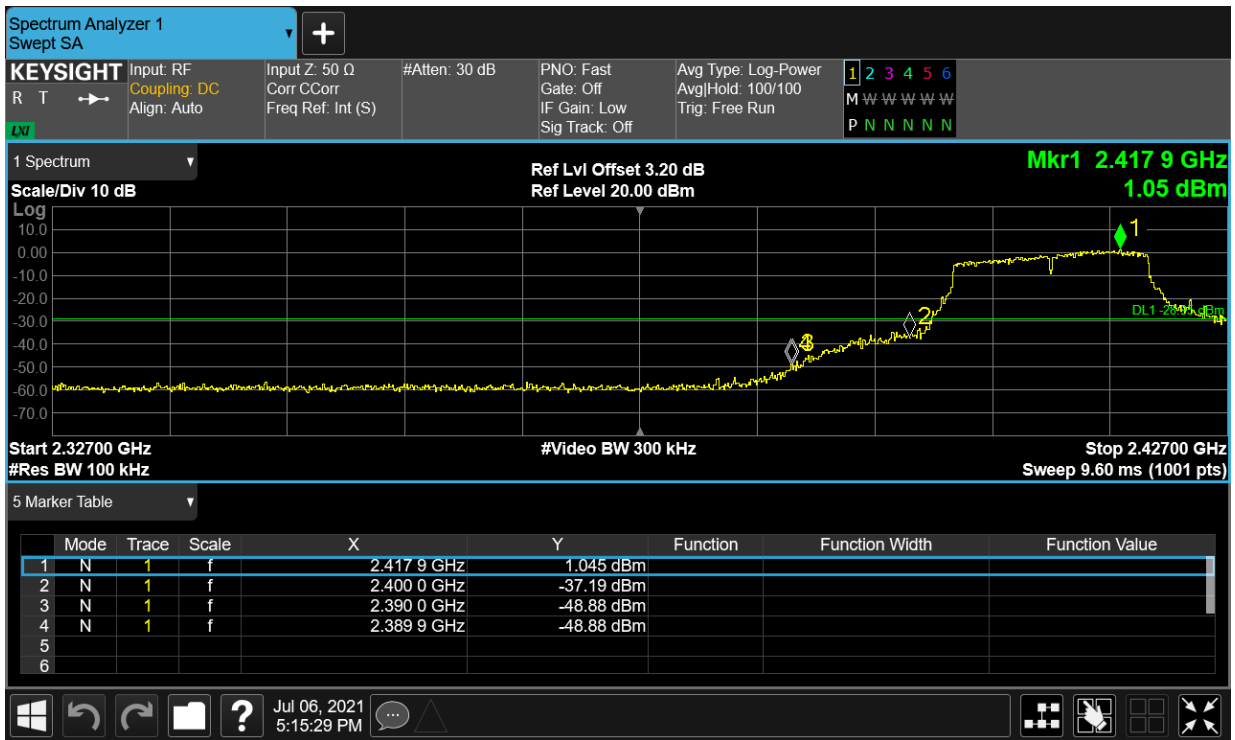 Spectrum Analyzer 1
Swept SA
+
KEYSIGHT
R T
LXI
Input: RF
Coupling: DC
Align: Auto
Input Z: 50 Ω
Corr CCorr
Freq Ref: Int (S)
#Atten: 30 dB
PNO: Fast
Gate: Off
IF Gain: Low
Sig Track: Off
Avg Type: Log-Power
Avg|Hold: 100/100
Trig: Free Run
1 2 3 4 5 6
M W W W W W
P N N N N N
1 Spectrum
Scale/Div 10 dB
Log
Ref Lvl Offset 3.20 dB
Ref Level 20.00 dBm
Mkr1 2.417 9 GHz
1.05 dBm
10.0
0.00
-10.0
-20.0
-30.0
-40.0
-50.0
-60.0
-70.0
1
2
Start 2.32700 GHz
#Res BW 100 kHz
#Video BW 300 kHz
Stop 2.42700 GHz
Sweep 9.60 ms (1001 pts)
5 Marker Table
Mode Trace Scale X Y Function Function Width Function Value
1 N 1 f 2.417 9 GHz 1.045 dBm
2 N 1 f 2.400 0 GHz -37.19 dBm
3 N 1 f 2.390 0 GHz -48.88 dBm
4 N 1 f 2.389 9 GHz -48.88 dBm
5
6
?
Jul 06, 2021
5:15:29 PM